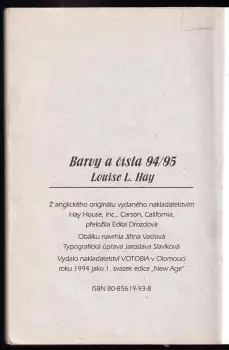 Barvy a čísla 94/95
Louise L. Hay
Z anglického originálu vydaného nakladatelstvím
Hay House, Inc., Carson, California,
přeložila Edita Drozdová
Obálku navrhla Jiřina Vaclová
Typografická úprava Jaroslava Slavíková
Vydalo nakladatelství VOTOBIA v Olomouci
roku 1994 jako 1. svazek edice „New Age"
ISBN 80-85619-93-8